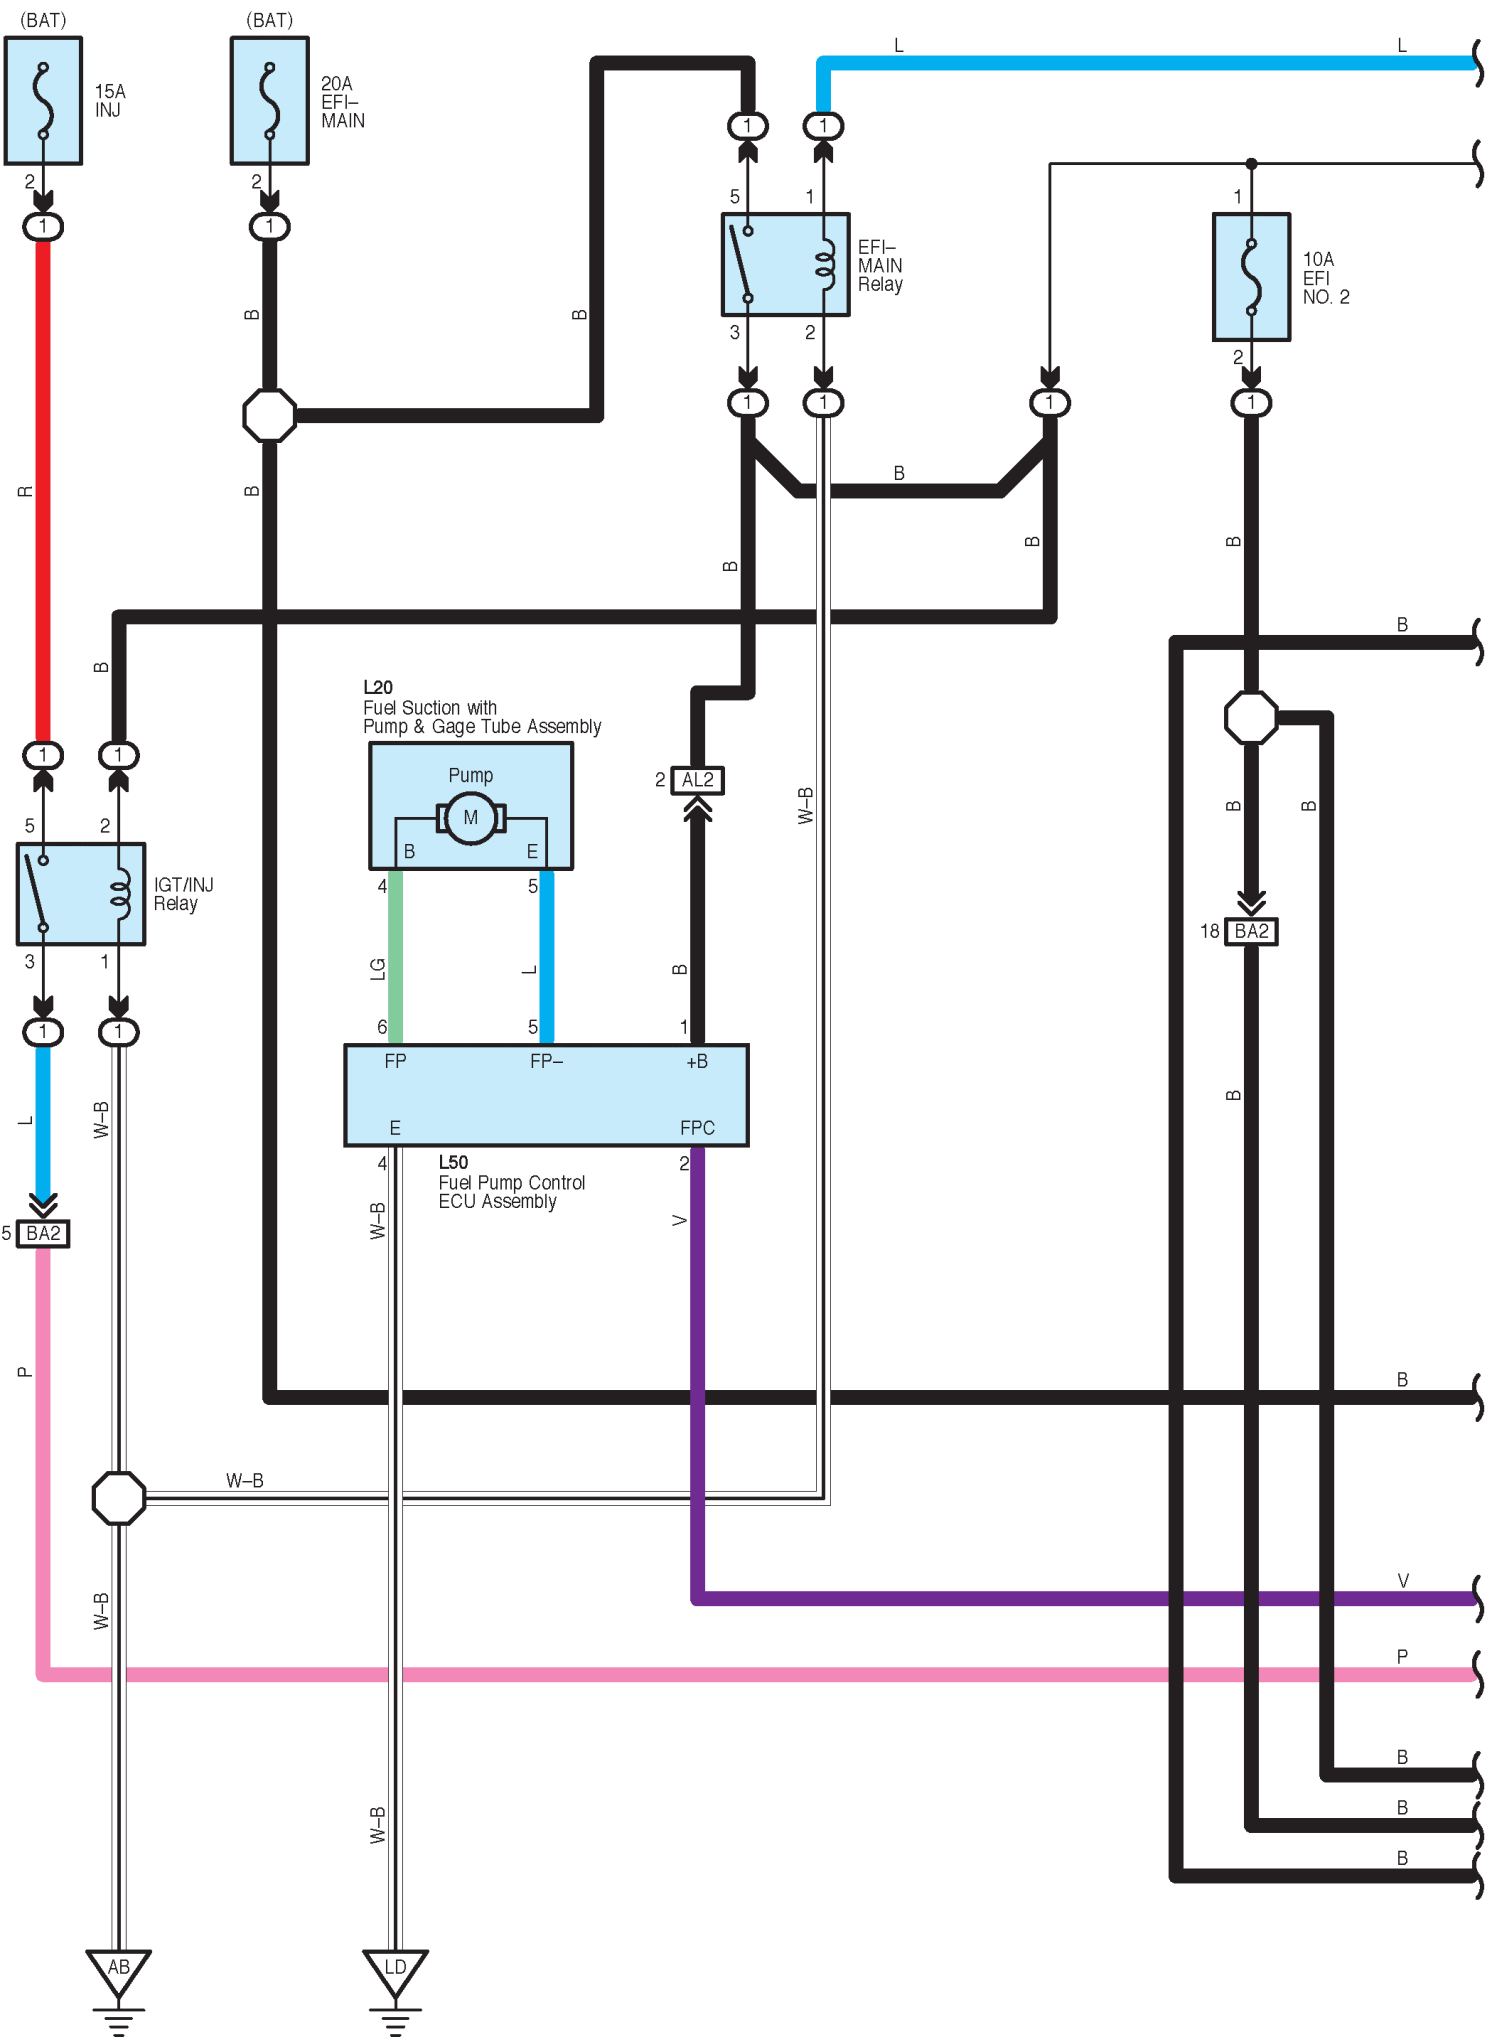 (BAT)
(BAT)
L
L
15A
INJ
20A
EFI–
MAIN
1
1
2
2
5
1
1
1
1
EFI–
MAIN
Relay
10A
EFI
NO. 2
B
B
3
2
2
1
1
1
1
R
B
B
B
B
B
B
B
L20
Fuel Suction with
Pump & Gage Tube Assembly
1
1
Pump
2
AL2
W–B
B
B
M
5
2
B
E
4
5
IGT/INJ
Relay
18
BA2
3
1
LG
L
B
1
1
6
5
1
FP
FP–
+B
L
W–B
B
E
FPC
4
L50
2
Fuel Pump Control
ECU Assembly
W–B
V
5
BA2
P
B
W–B
W–B
V
P
B
W–B
B
B
AB
LD